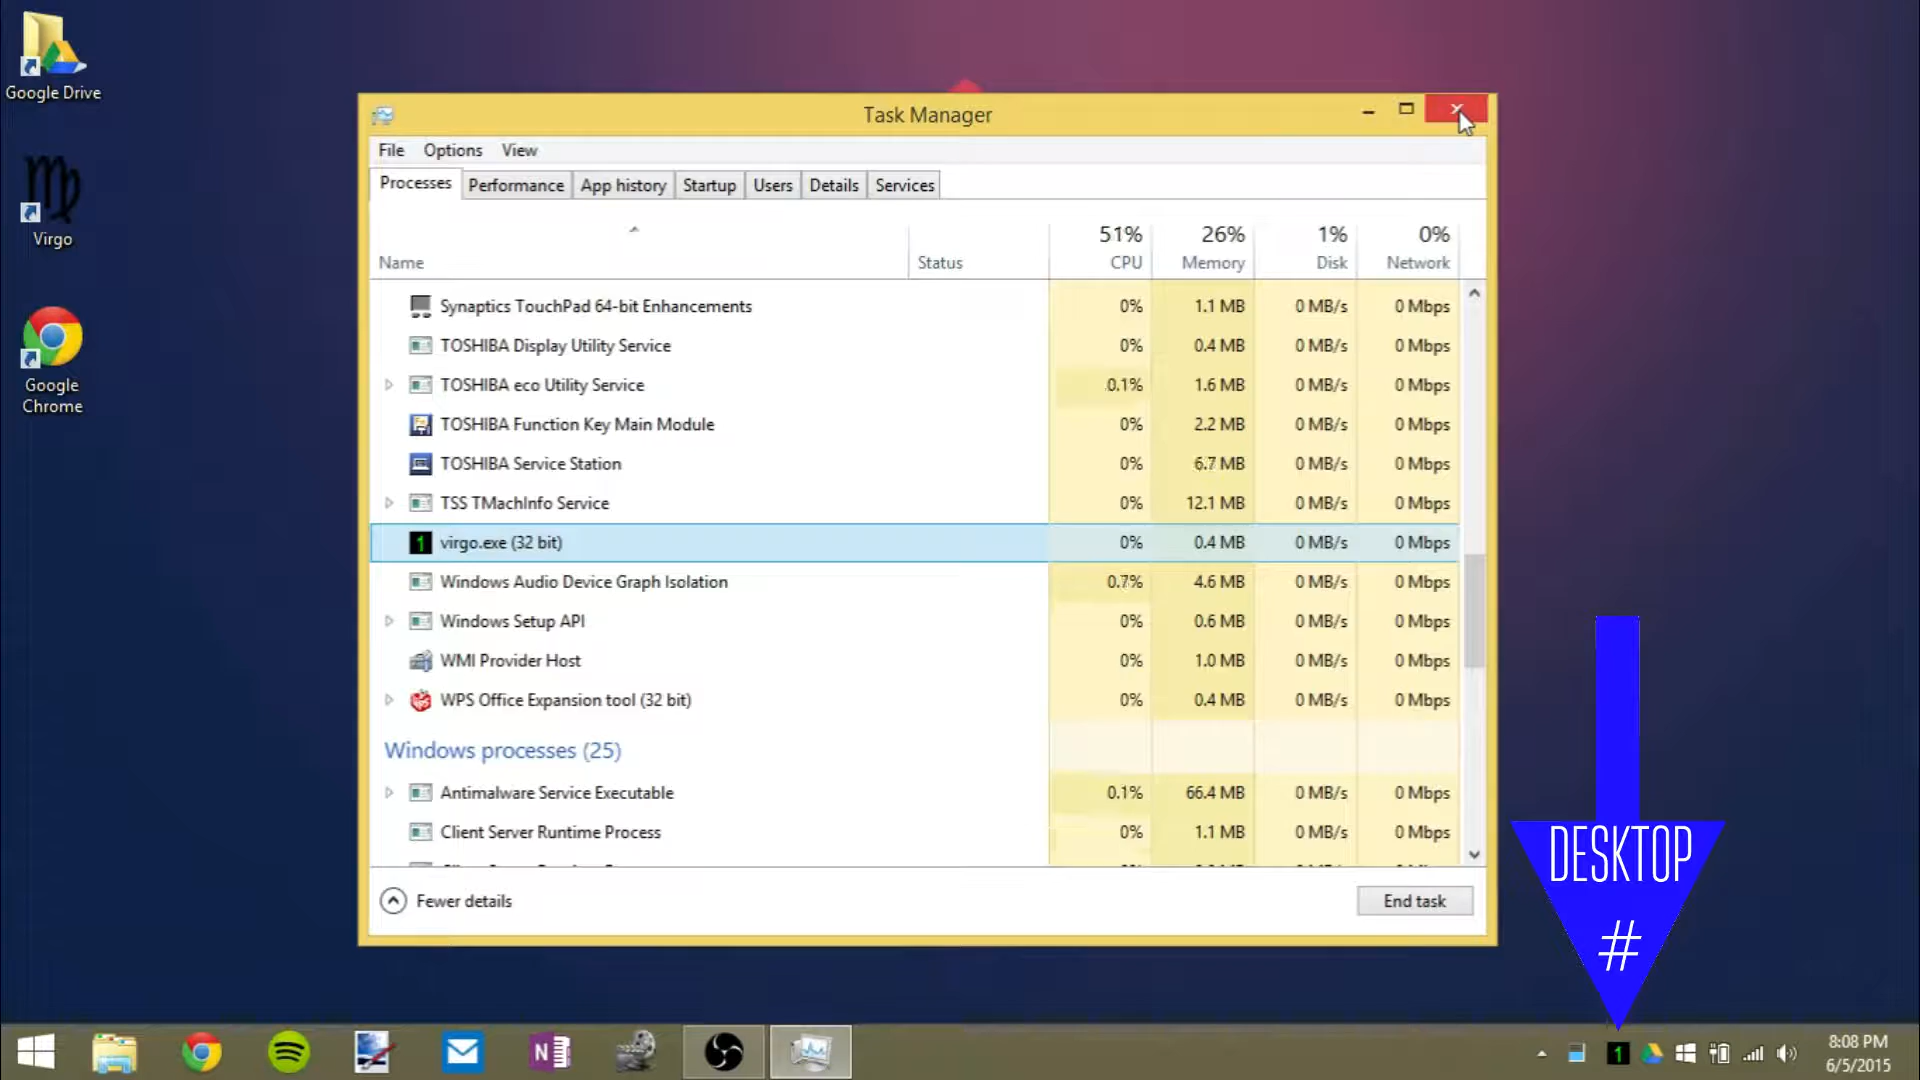 Google Drive
Virgo
Google
Chrome
Task Manager
File Options View
Processes Performance App history Startup Users Details Services
51% 26% 1% 0%
Name Status CPU Memory Disk Network
Synaptics TouchPad 64-bit Enhancements 0% 1.1 MB 0 MB/s 0 Mbps
TOSHIBA Display Utility Service 0% 0.4 MB 0 MB/s 0 Mbps
TOSHIBA eco Utility Service 0.1% 1.6 MB 0 MB/s 0 Mbps
TOSHIBA Function Key Main Module 0% 2.2 MB 0 MB/s 0 Mbps
TOSHIBA Service Station 0% 6.7 MB 0 MB/s 0 Mbps
TSS TMachInfo Service 0% 12.1 MB 0 MB/s 0 Mbps
1 virgo.exe (32 bit) 0% 0.4 MB 0 MB/s 0 Mbps
Windows Audio Device Graph Isolation 0.7% 4.6 MB 0 MB/s 0 Mbps
Windows Setup API 0% 0.6 MB 0 MB/s 0 Mbps
WMI Provider Host 0% 1.0 MB 0 MB/s 0 Mbps
WPS Office Expansion tool (32 bit) 0% 0.4 MB 0 MB/s 0 Mbps
Windows processes (25)
Antimalware Service Executable 0.1% 66.4 MB 0 MB/s 0 Mbps
Client Server Runtime Process 0% 1.1 MB 0 MB/s 0 Mbps
Fewer details End task
DESKTOP
#
N 1 8:08 PM
6/5/2015